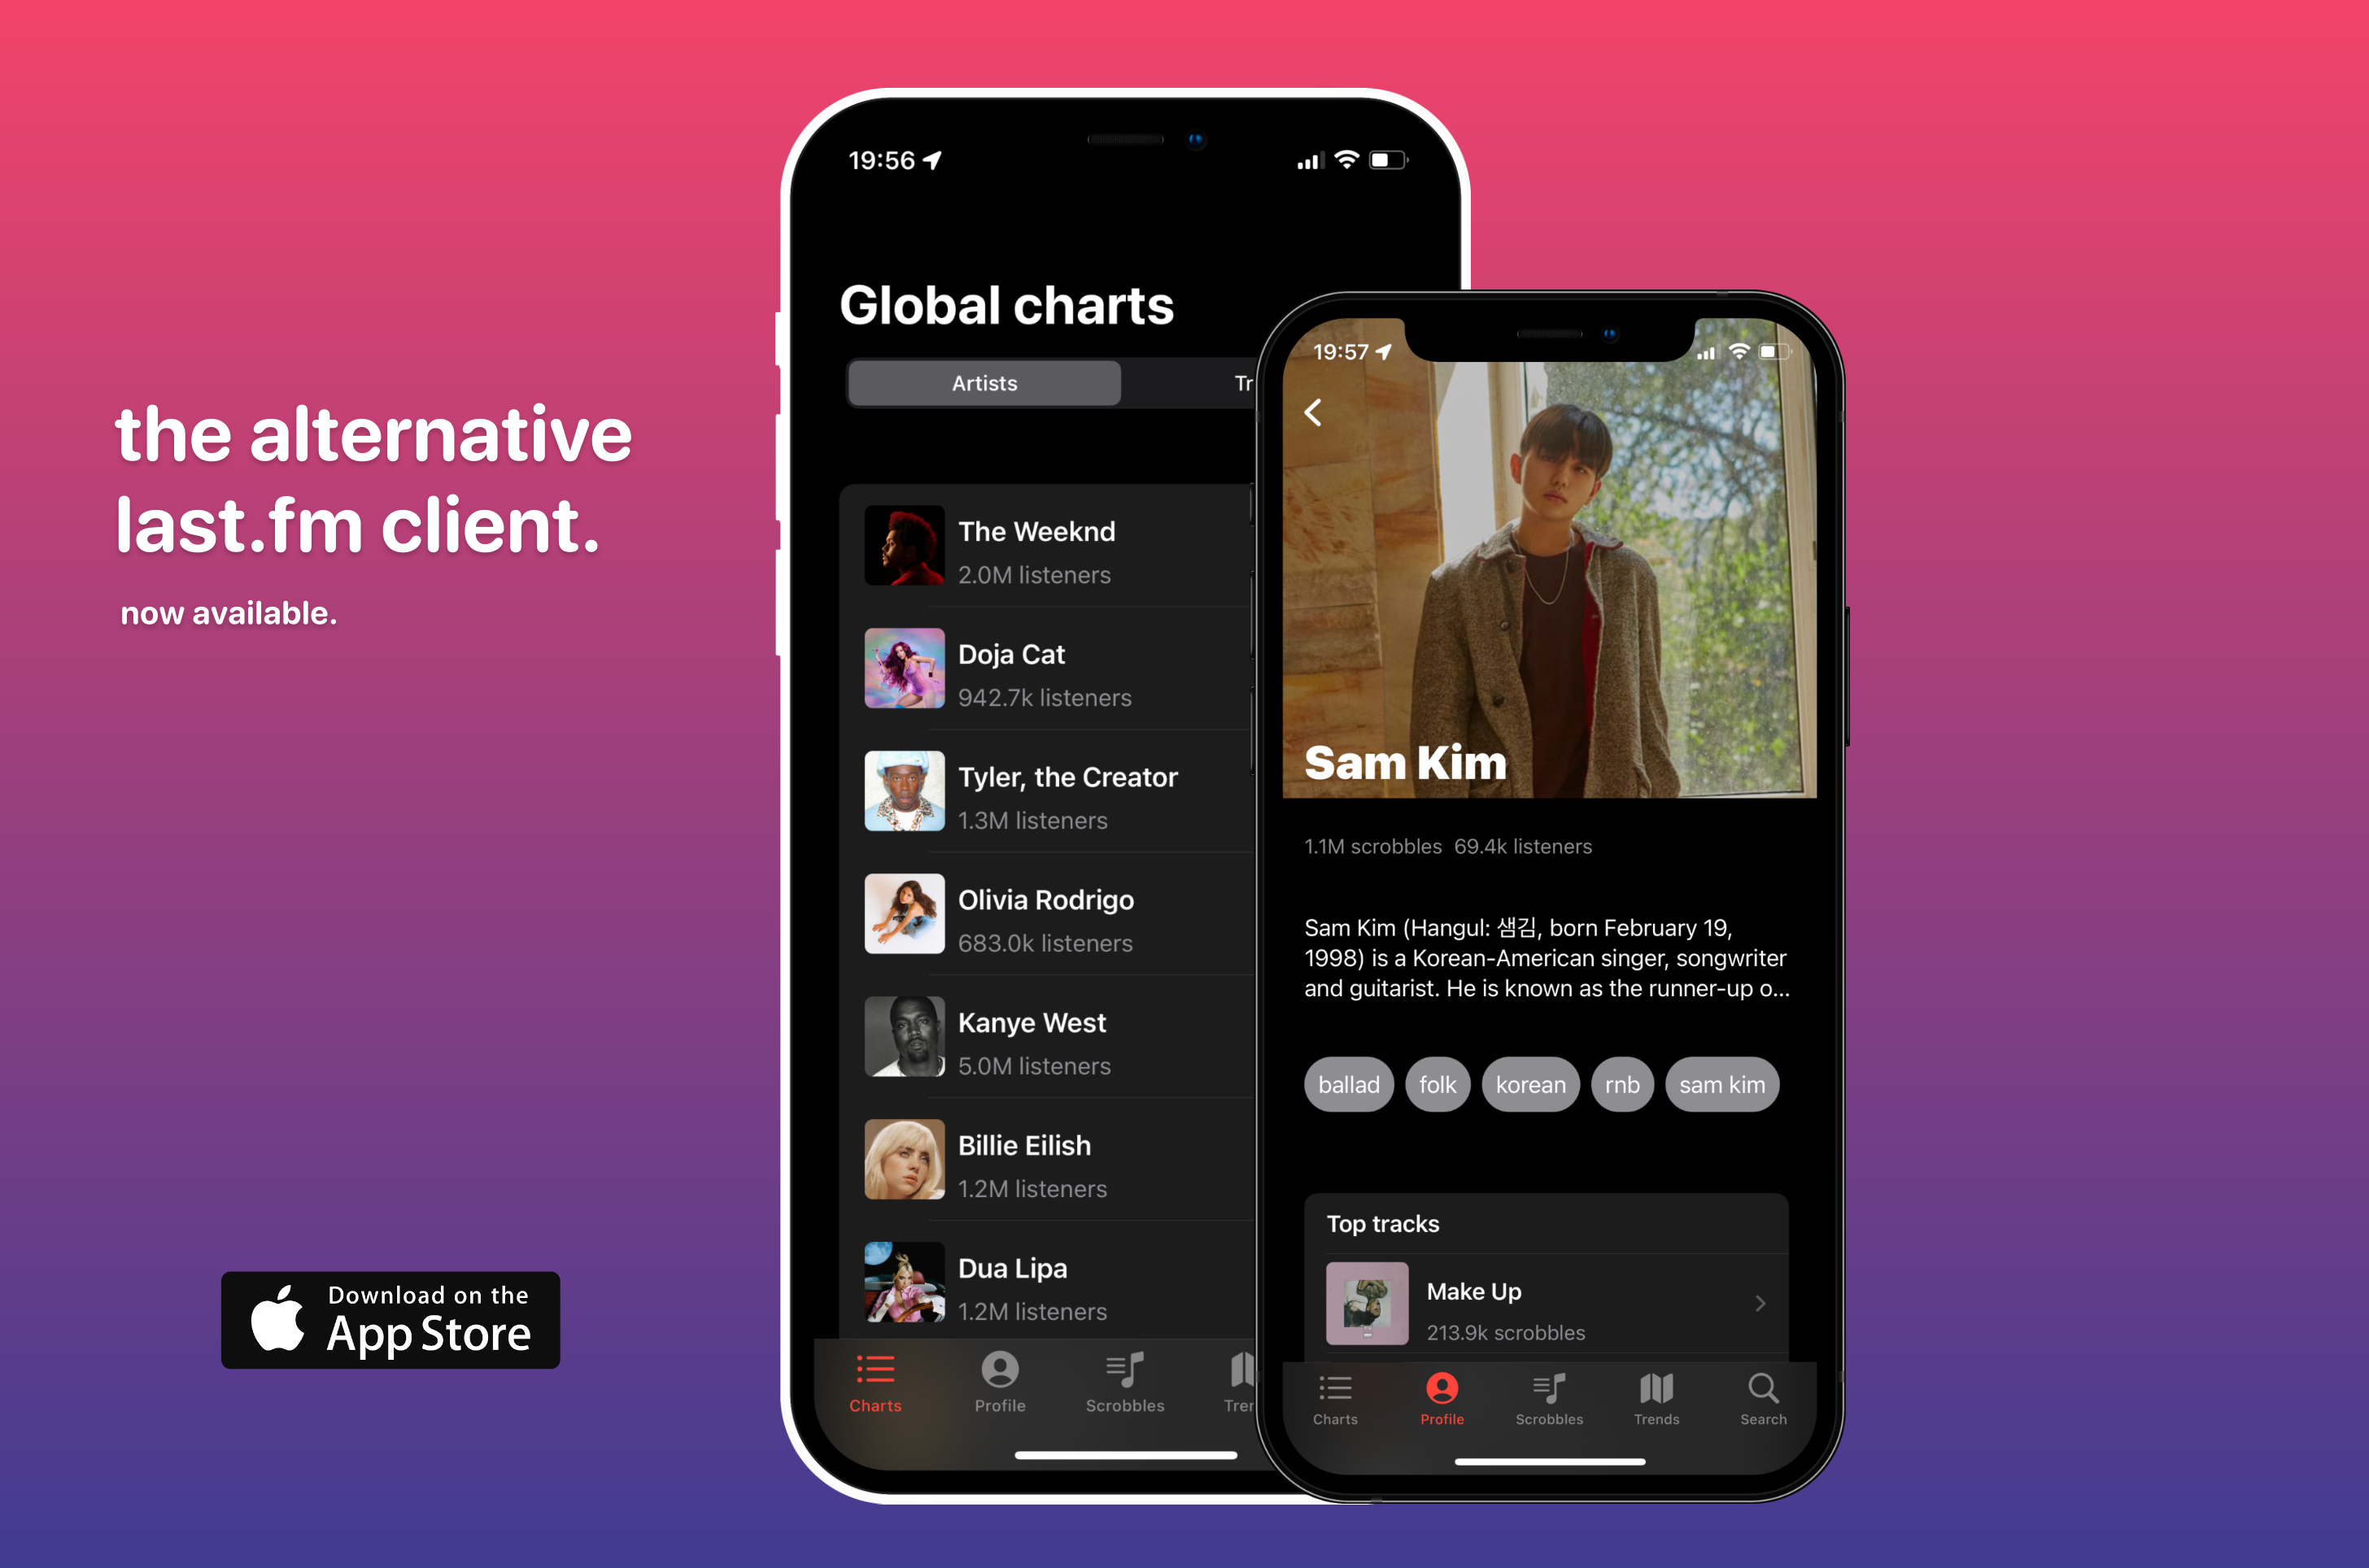 the alternative
last.fm client.
now available.
Download on the
App Store
19:56
Global charts
Artists
The Weeknd
2.0M listeners
Doja Cat
942.7k listeners
Tyler, the Creator
1.3M listeners
Olivia Rodrigo
683.0k listeners
Kanye West
5.0M listeners
Billie Eilish
1.2M listeners
Dua Lipa
1.2M listeners
Charts
Profile
Scrobbles
19:57
Sam Kim
1.1M scrobbles 69.4k listeners
Sam Kim (Hangul: 샘김, born February 19,
1998) is a Korean-American singer, songwriter
and guitarist. He is known as the runner-up o...
ballad folk korean rnb sam kim
Top tracks
Make Up
213.9k scrobbles
Charts Profile Scrobbles Trends Search